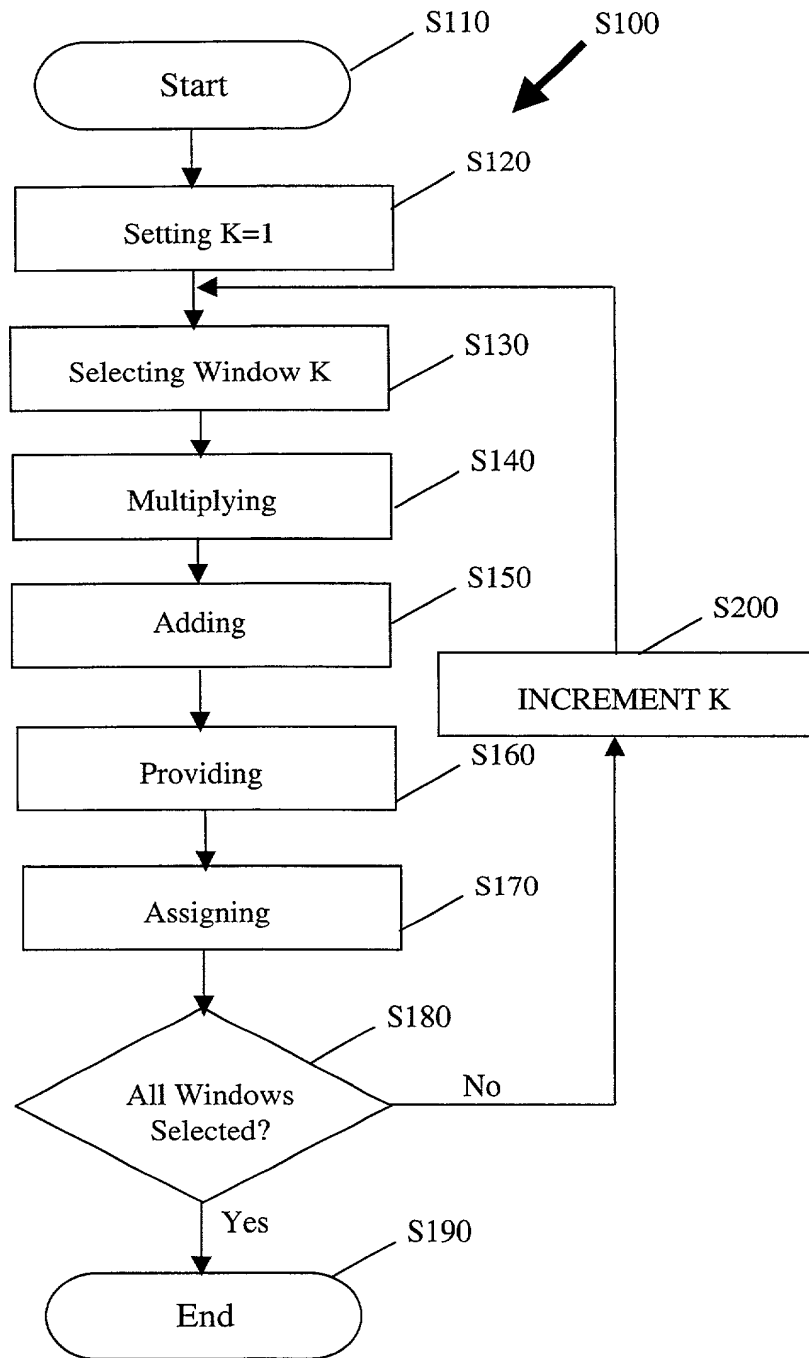 S110
S100
Start
S120
Setting K=1
S130
Selecting Window K
S140
Multiplying
S150
Adding
S200
INCREMENT K
S160
Providing
S170
Assigning
S180
All Windows
Selected?
No
Yes
S190
End